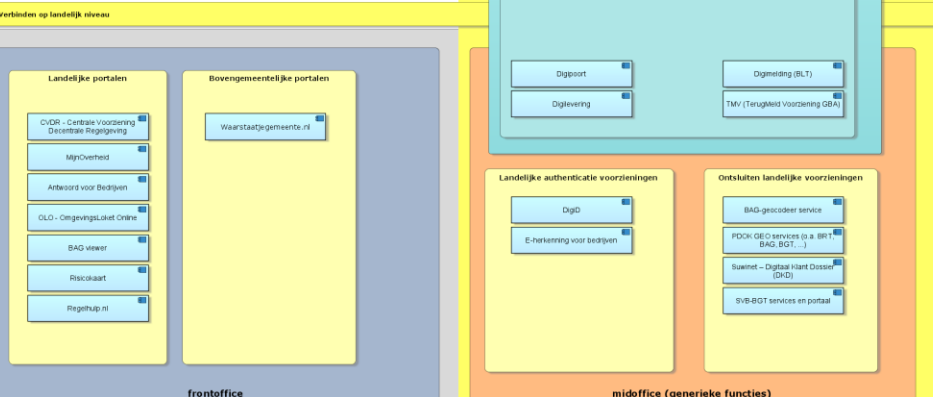 Verbinden op landelijk niveau
Landelijke portalen
CVDR - Centrale Voorziening
Decentrale Regelgeving
MijnOverheid
Antwoord voor Bedrijven
OLO - OmgevingsLoket Online
BAG viewer
Risicokaart
Regelhulp.nl
Bovengemeentelijke portalen
Waarstaatjegemeente.nl
frontoffice
Digipoort
Digilevering
Digimelding (BLT)
TMV (TerugMeld Voorziening GBA)
Landelijke authenticatie voorzieningen
DigiD
E-herkenning voor bedrijven
Ontsluiten landelijke voorzieningen
BAG-geocodeer service
PDOK GEO services (o.a. BRT,
BAG, BGT, ...)
Suwinet – Digitaal Klant Dossier
(DKD)
SVB-BGT services en portaal
midoffice (generieke functies)